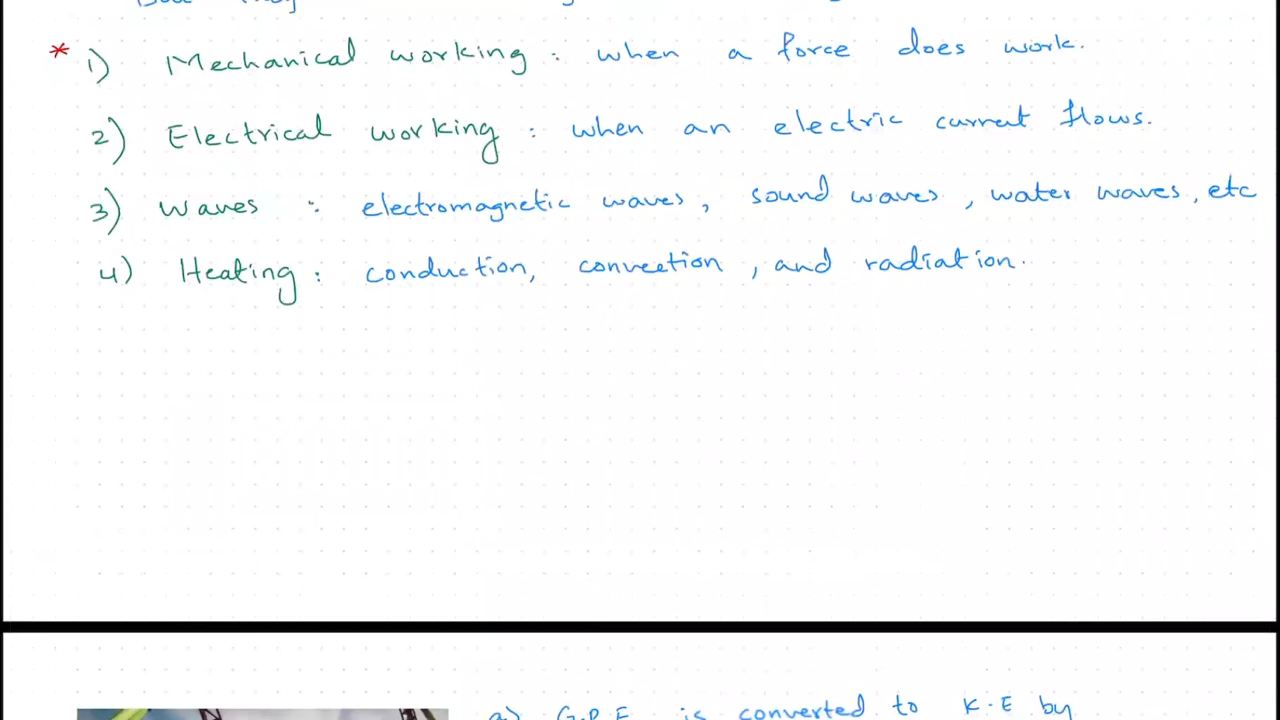 * 1) Mechanical working : when a force does work.
2) Electrical working : when an electric current flows.
3) Waves : electromagnetic waves, sound waves, water waves, etc
4) Heating : conduction, convection, and radiation.
a) G.P.E is converted to K.E by